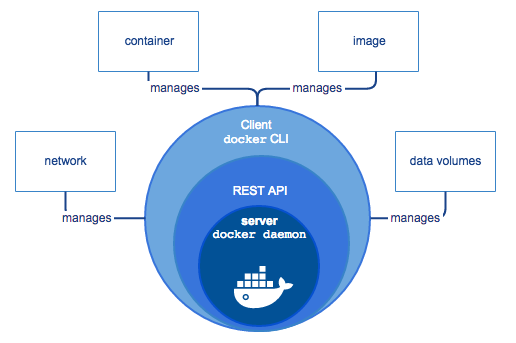 container
image
manages
manages
Client
docker CLI
network
data volumes
REST API
manages
manages
server
docker daemon